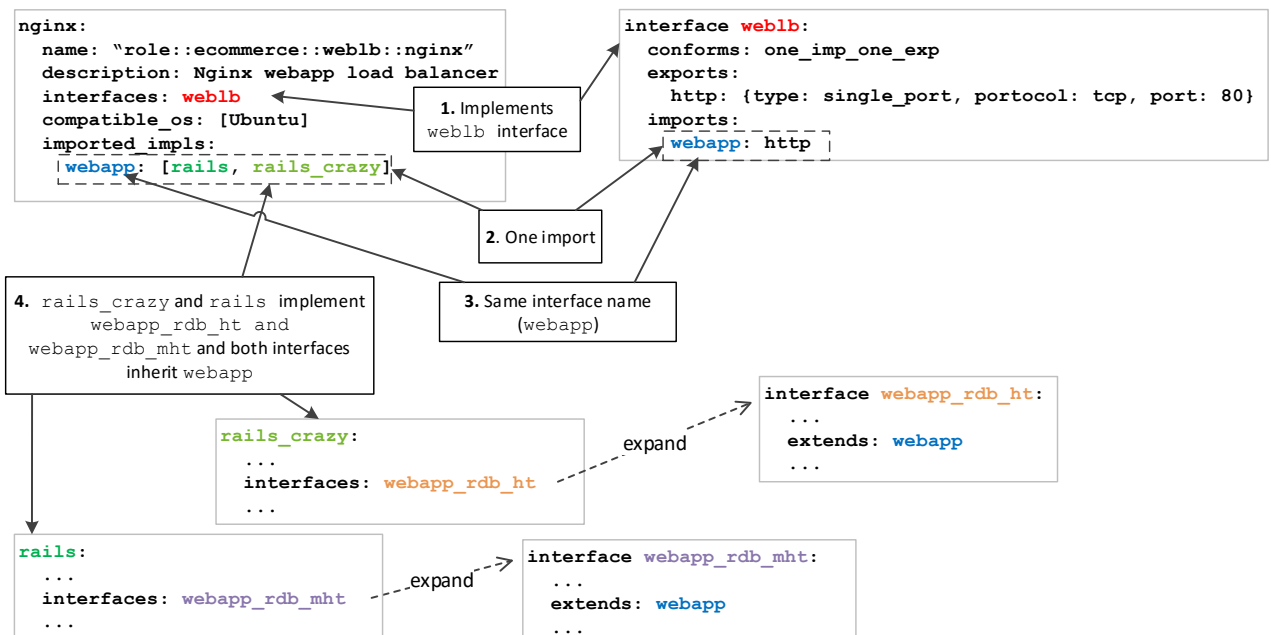 nginx:
name: “role::ecommerce::weblb::nginx”
description: Nginx webapp load balancer
interfaces: weblb
compatible_os: [Ubuntu]
imported_impls:
webapp: [rails, rails_crazy]
interface weblb:
conforms: one_imp_one_exp
exports:
http: {type: single_port, portocol: tcp, port: 80}
imports:
webapp: http
1. Implements
weblb interface
2. One import
3. Same interface name
(webapp)
4. rails_crazy and rails implement
webapp_rdb_ht and
webapp_rdb_mht and both interfaces
inherit webapp
rails_crazy:
...
interfaces: webapp_rdb_ht
...
expand
interface webapp_rdb_ht:
...
extends: webapp
...
rails:
...
interfaces: webapp_rdb_mht
...
expand
interface webapp_rdb_mht:
...
extends: webapp
...